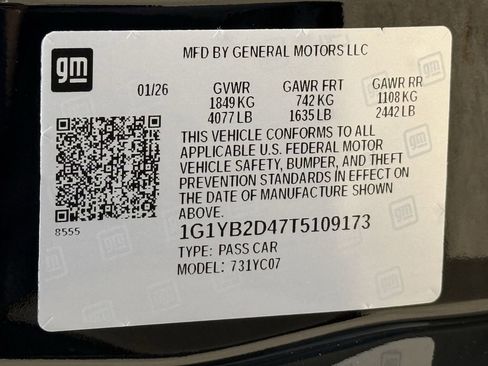 gm
MFD BY GENERAL MOTORS LLC
01/26 GVWR GAWR FRT GAWR RR
1849 KG 742 KG 1108 KG
4077 LB 1635 LB 2442 LB
THIS VEHICLE CONFORMS TO ALL
APPLICABLE U.S. FEDERAL MOTOR
VEHICLE SAFETY, BUMPER, AND THEFT
PREVENTION STANDARDS IN EFFECT ON
THE DATE OF MANUFACTURE SHOWN
ABOVE.
8555
1G1YB2D47T5109173
TYPE: PASS CAR
MODEL: 731YC07